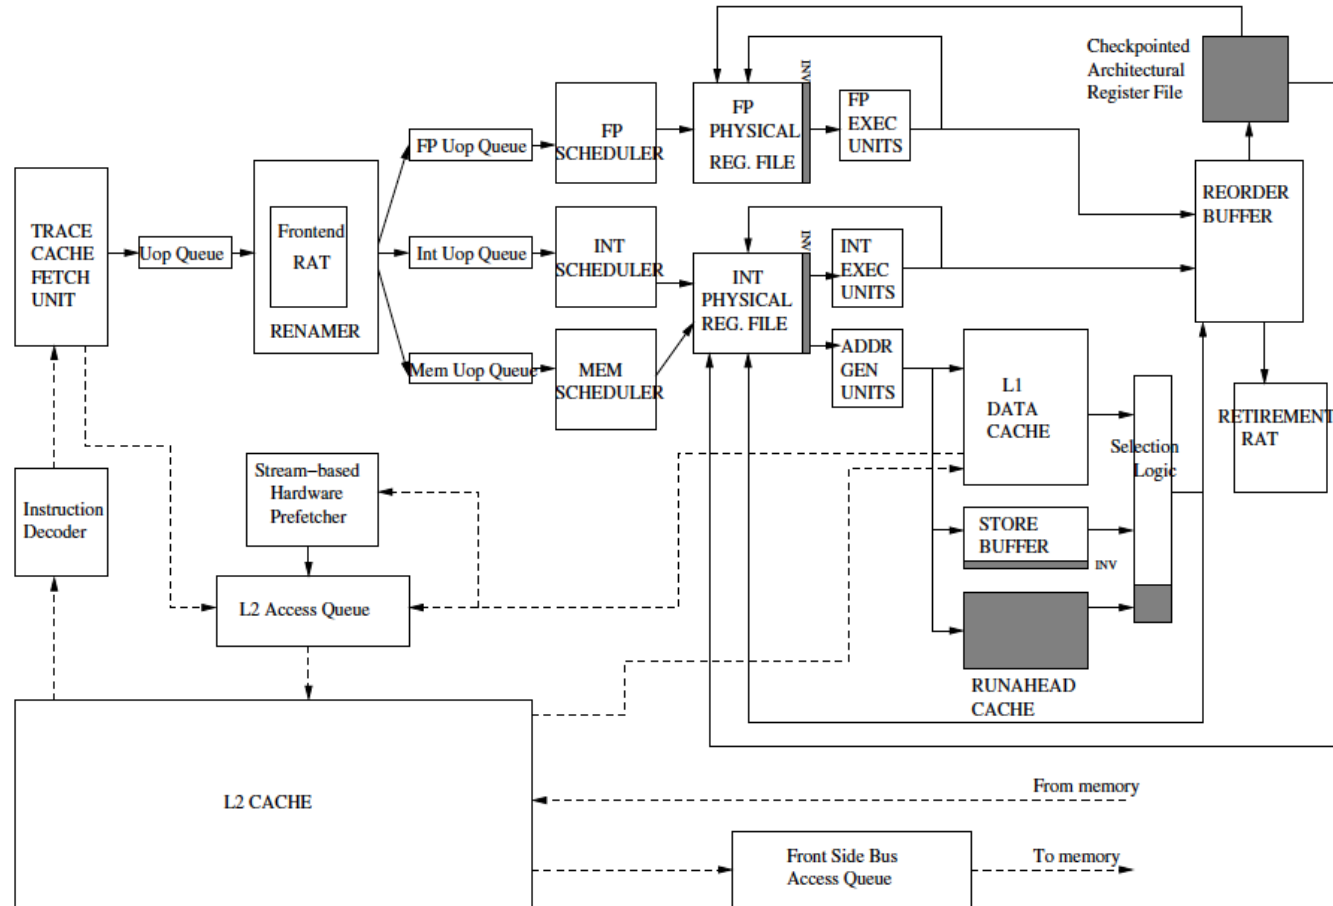 Checkpointed
Architectural
Register File
INV
FP
PHYSICAL
REG. FILE
FP
EXEC
UNITS
FP
SCHEDULER
FP Uop Queue
REORDER
BUFFER
TRACE
CACHE
FETCH
UNIT
Uop Queue
Frontend
RAT
RENAMER
Int Uop Queue
INT
SCHEDULER
INV
INT
PHYSICAL
REG. FILE
INT
EXEC
UNITS
Mem Uop Queue
MEM
SCHEDULER
ADDR
GEN
UNITS
L1
DATA
CACHE
Selection
Logic
RETIREMENT
RAT
Instruction
Decoder
Stream−based
Hardware
Prefetcher
STORE
BUFFER
INV
L2 Access Queue
RUNAHEAD
CACHE
L2 CACHE
From memory
Front Side Bus
Access Queue
To memory